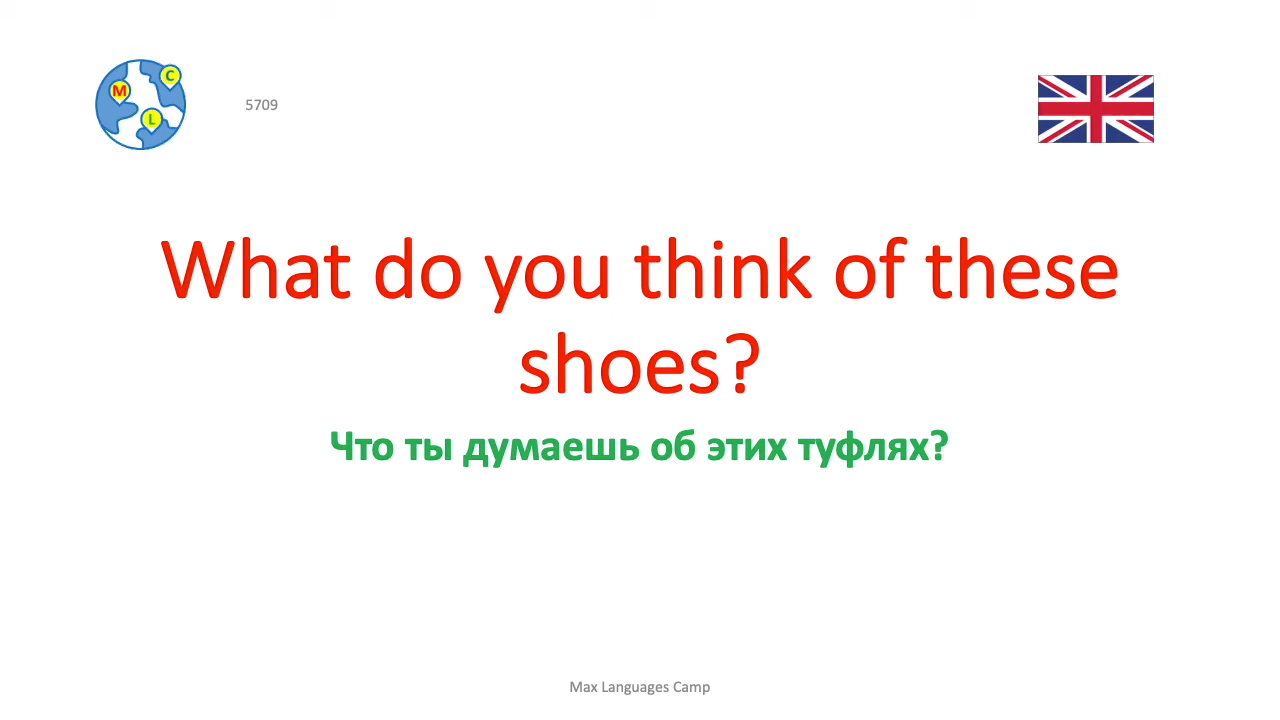 M
C
L
5709
What do you think of these
shoes?
Что ты думаешь об этих туфлях?
Max Languages Camp